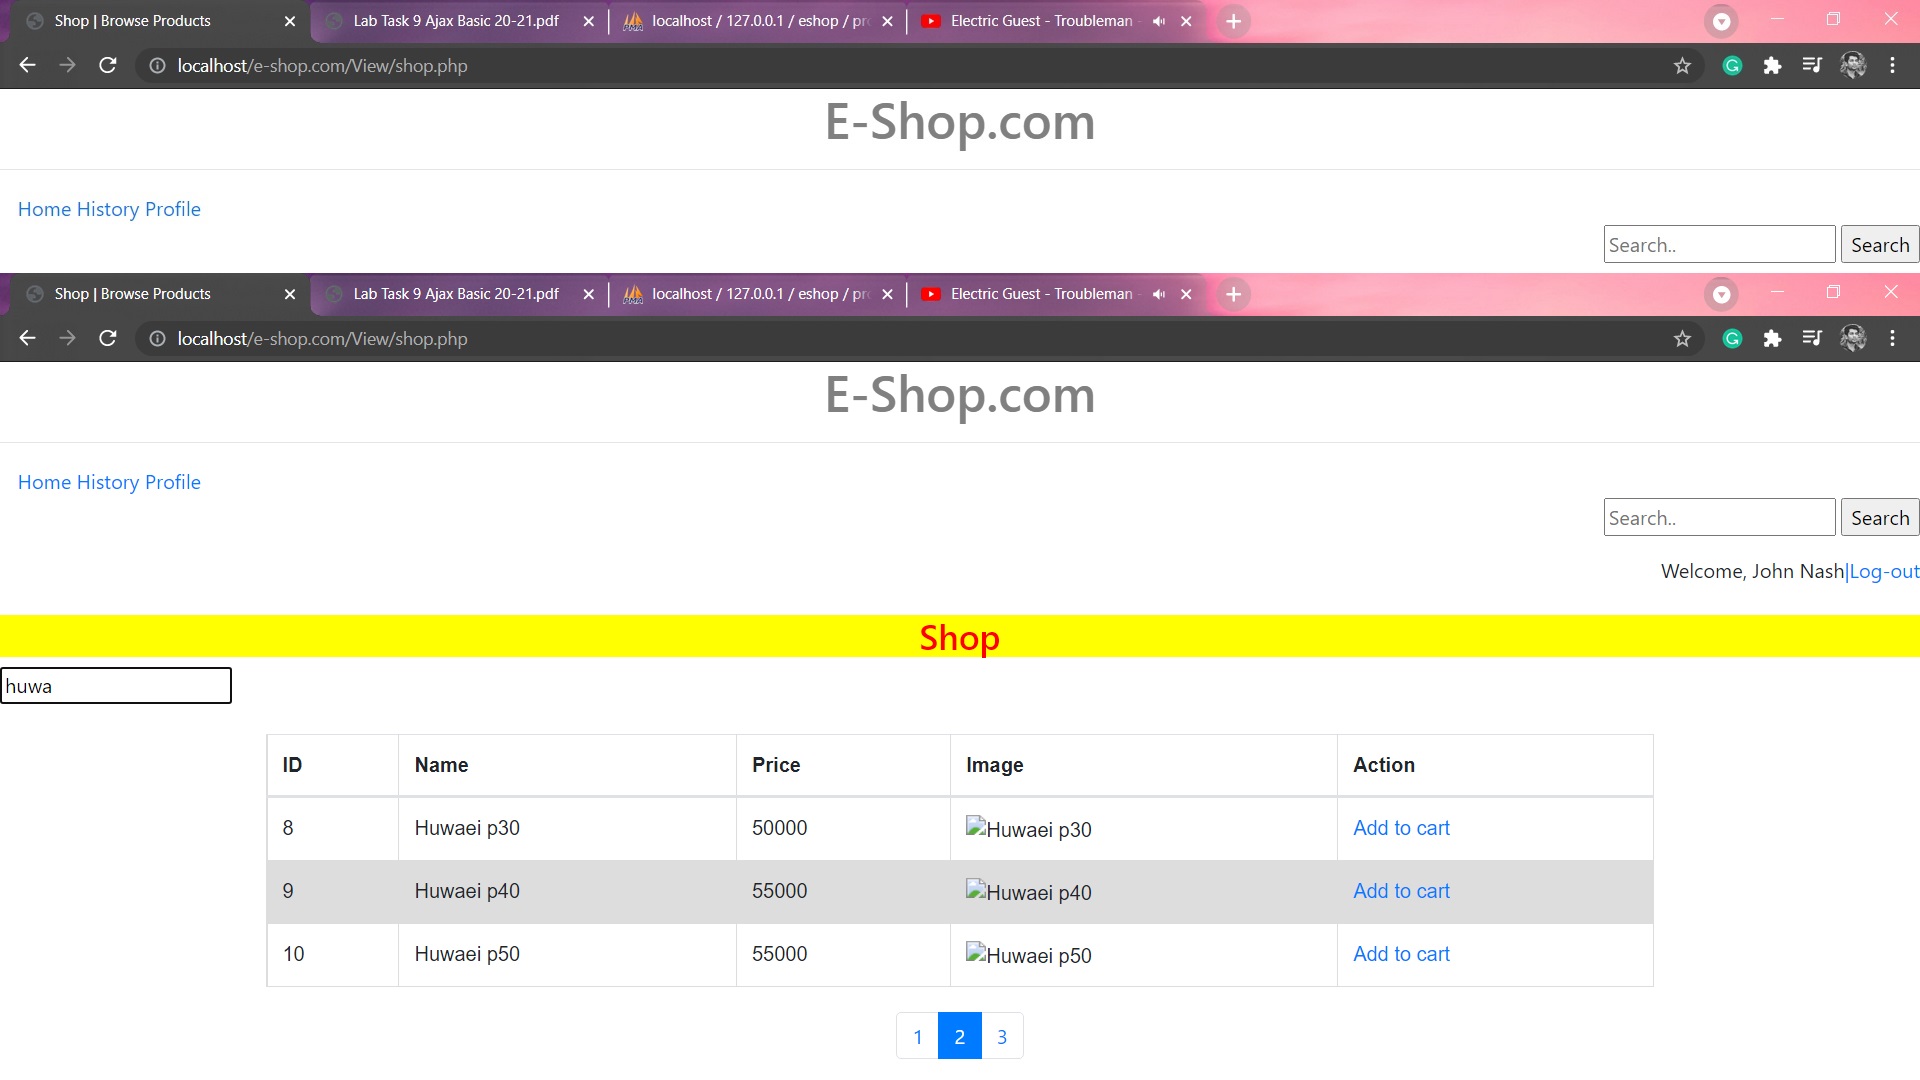 Shop | Browse Products
Lab Task 9 Ajax Basic 20-21.pdf
localhost / 127.0.0.1 / eshop / pr
Electric Guest - Troubleman -
localhost/e-shop.com/View/shop.php
E-Shop.com
Home History Profile
Search.. Search
Shop | Browse Products
Lab Task 9 Ajax Basic 20-21.pdf
localhost / 127.0.0.1 / eshop / pr
Electric Guest - Troubleman -
localhost/e-shop.com/View/shop.php
E-Shop.com
Home History Profile
Search.. Search
Welcome, John Nash|Log-out
Shop
huwa
ID Name Price Image Action
8 Huwaei p30 50000 Huwaei p30 Add to cart
9 Huwaei p40 55000 Huwaei p40 Add to cart
10 Huwaei p50 55000 Huwaei p50 Add to cart
1 2 3